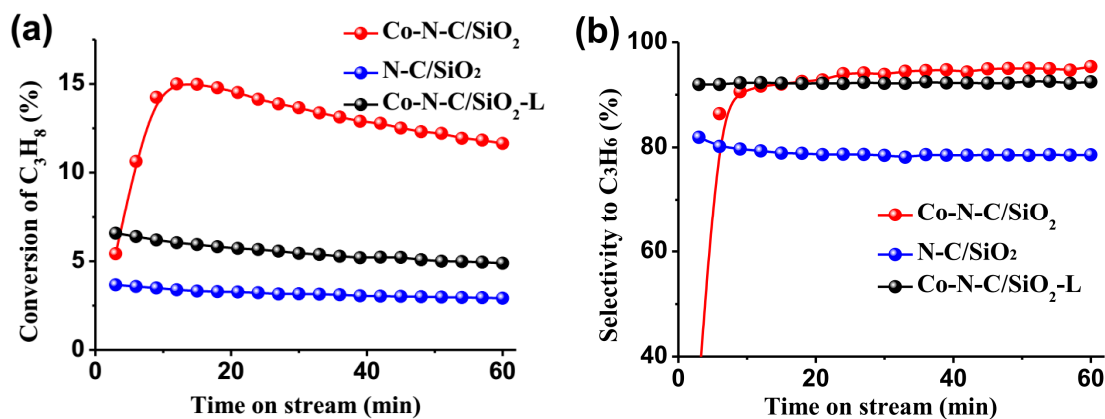 (a)
Conversion of C₃H₈ (%)
15
10
5
0
0
20
40
60
Time on stream (min)
Co-N-C/SiO₂
N-C/SiO₂
Co-N-C/SiO₂-L
(b)
Selectivity to C₃H₆ (%)
100
80
60
40
0
20
40
60
Time on stream (min)
Co-N-C/SiO₂
N-C/SiO₂
Co-N-C/SiO₂-L